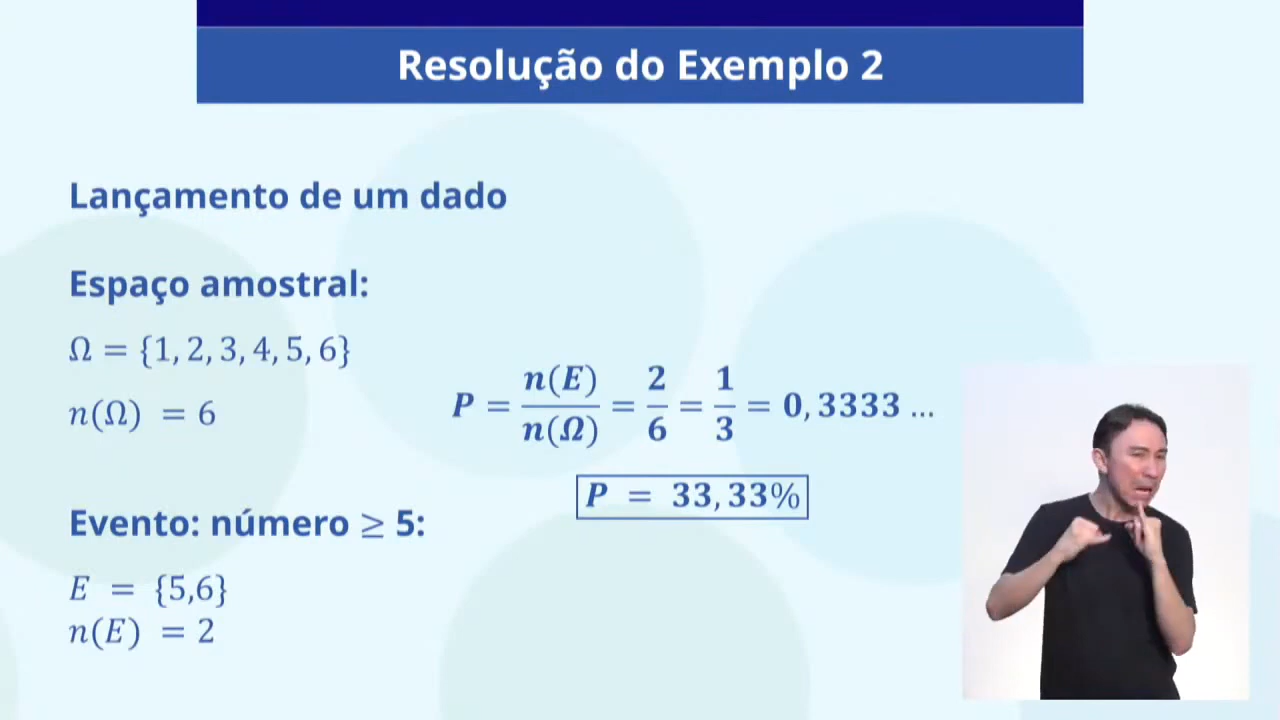 Resolução do Exemplo 2
Lançamento de um dado
Espaço amostral:
Ω = {1, 2, 3, 4, 5, 6}
n(Ω) = 6
P = n(E)/n(Ω) = 2/6 = 1/3 = 0,3333 ...
P = 33,33%
Evento: número ≥ 5:
E = {5,6}
n(E) = 2